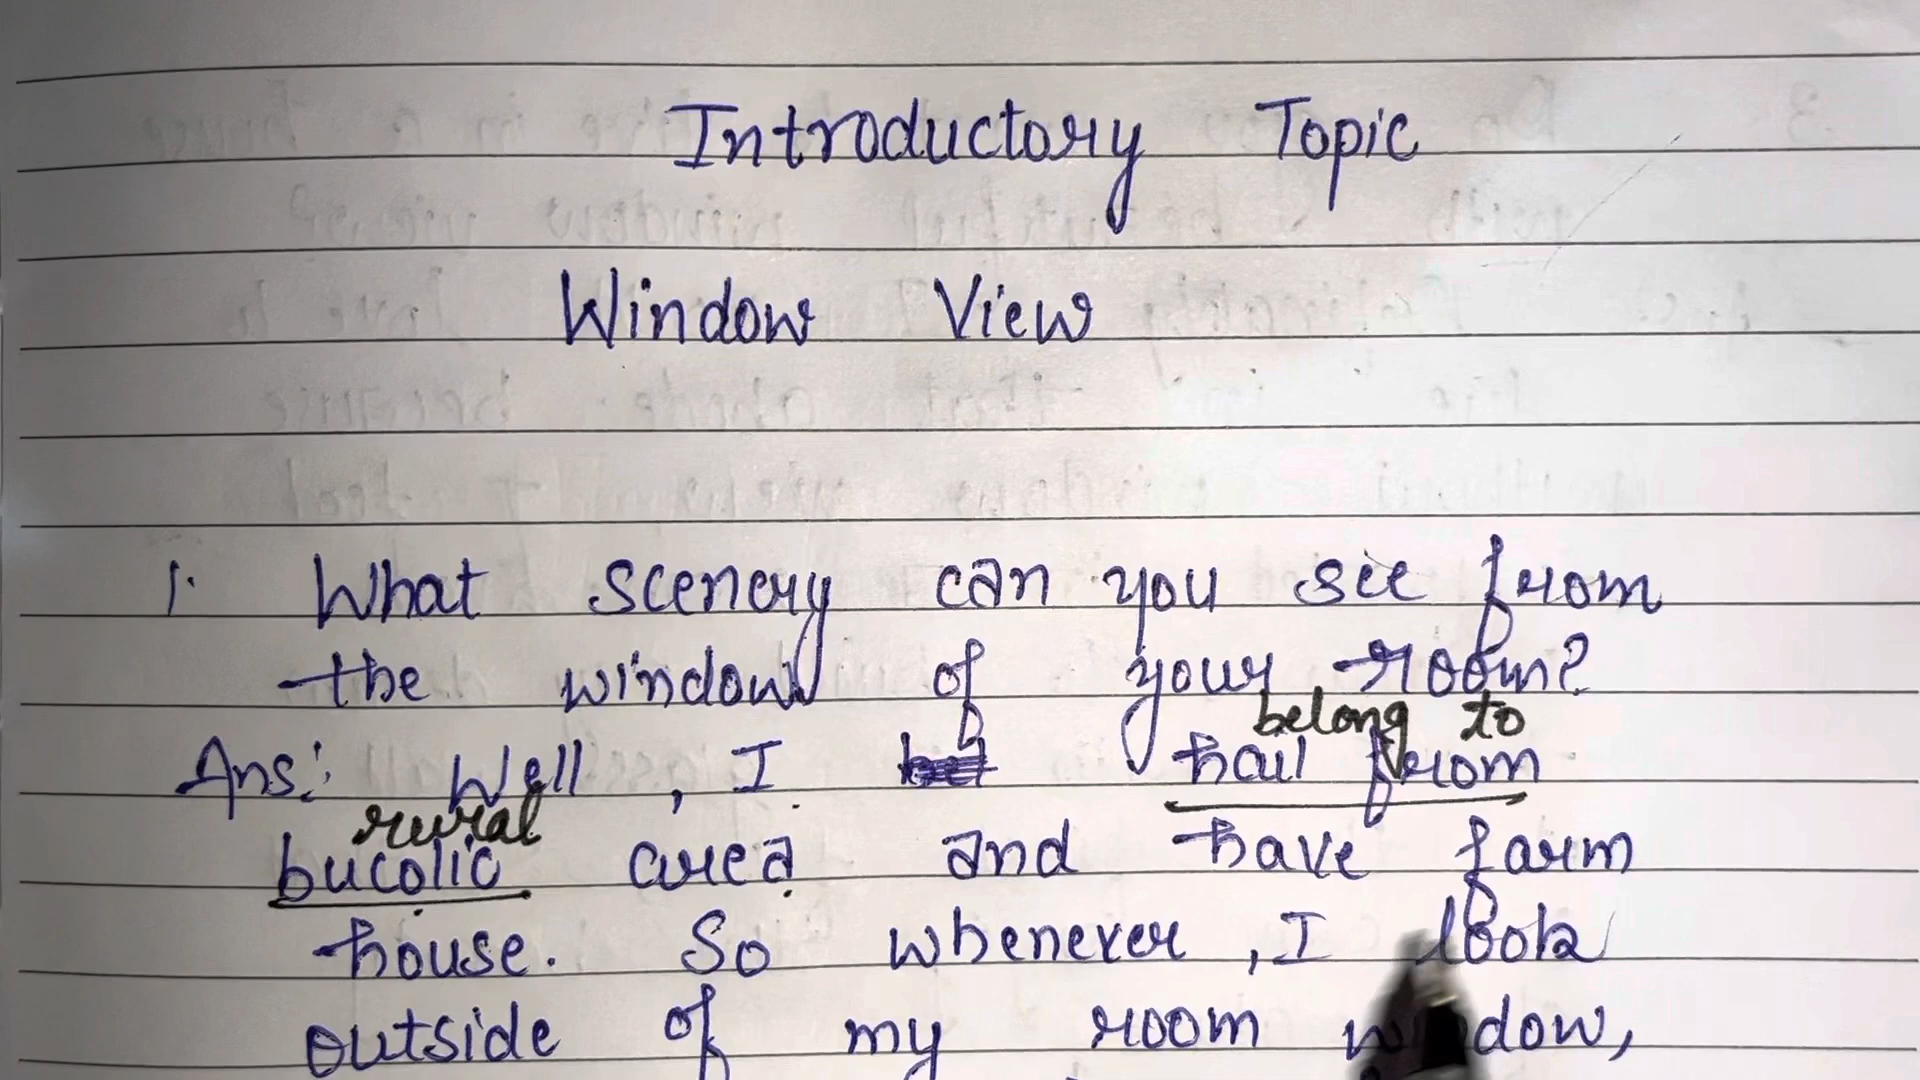 Introductory Topic
Window View
1. What scenery can you see from
the window of your room?
belong to
Ans: Well, I hail from
rural
bucolic area and have farm
house. So whenever, I look
outside of my room window,